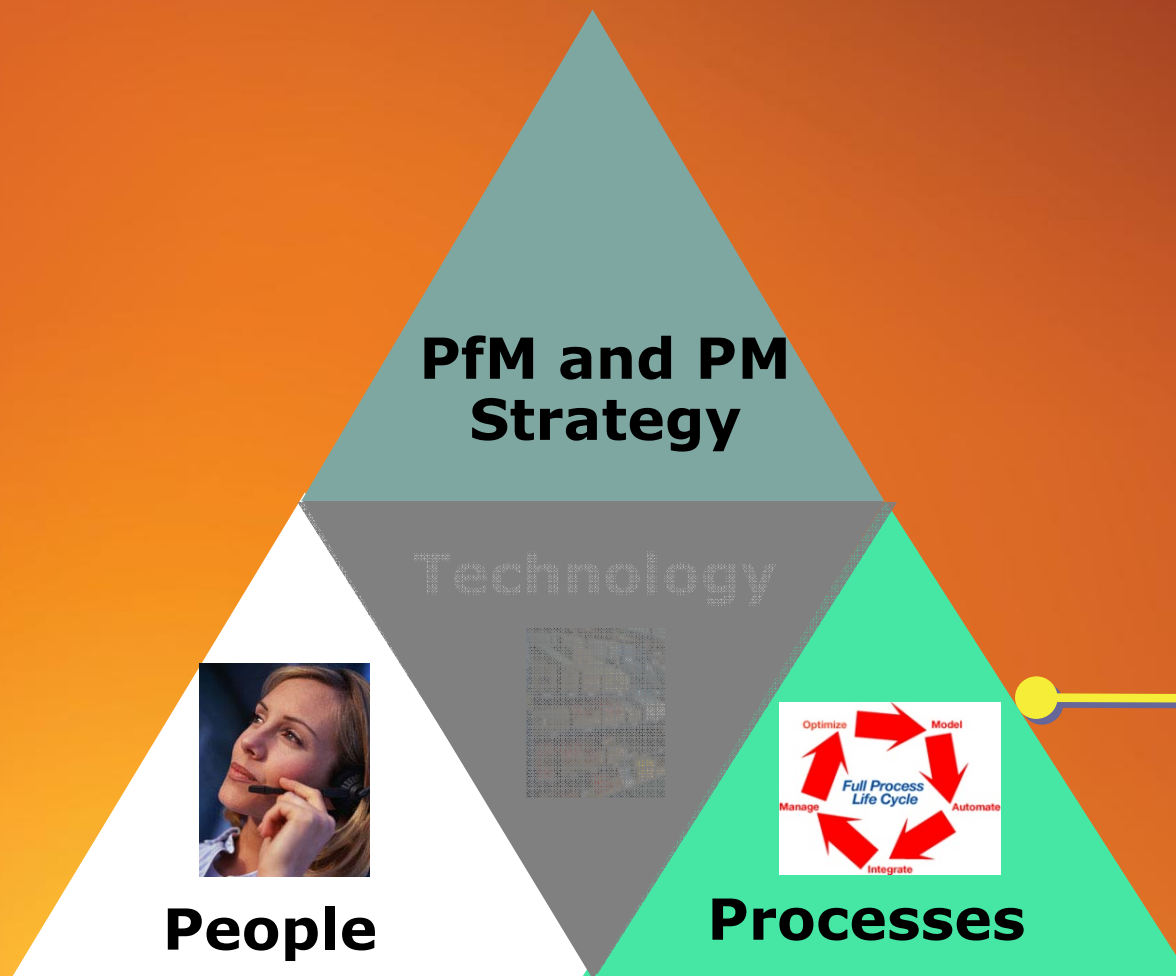 PfM and PM
Strategy
Technology
Optimize
Model
Full Process
Life Cycle
Manage
Automate
Integrate
People
Processes